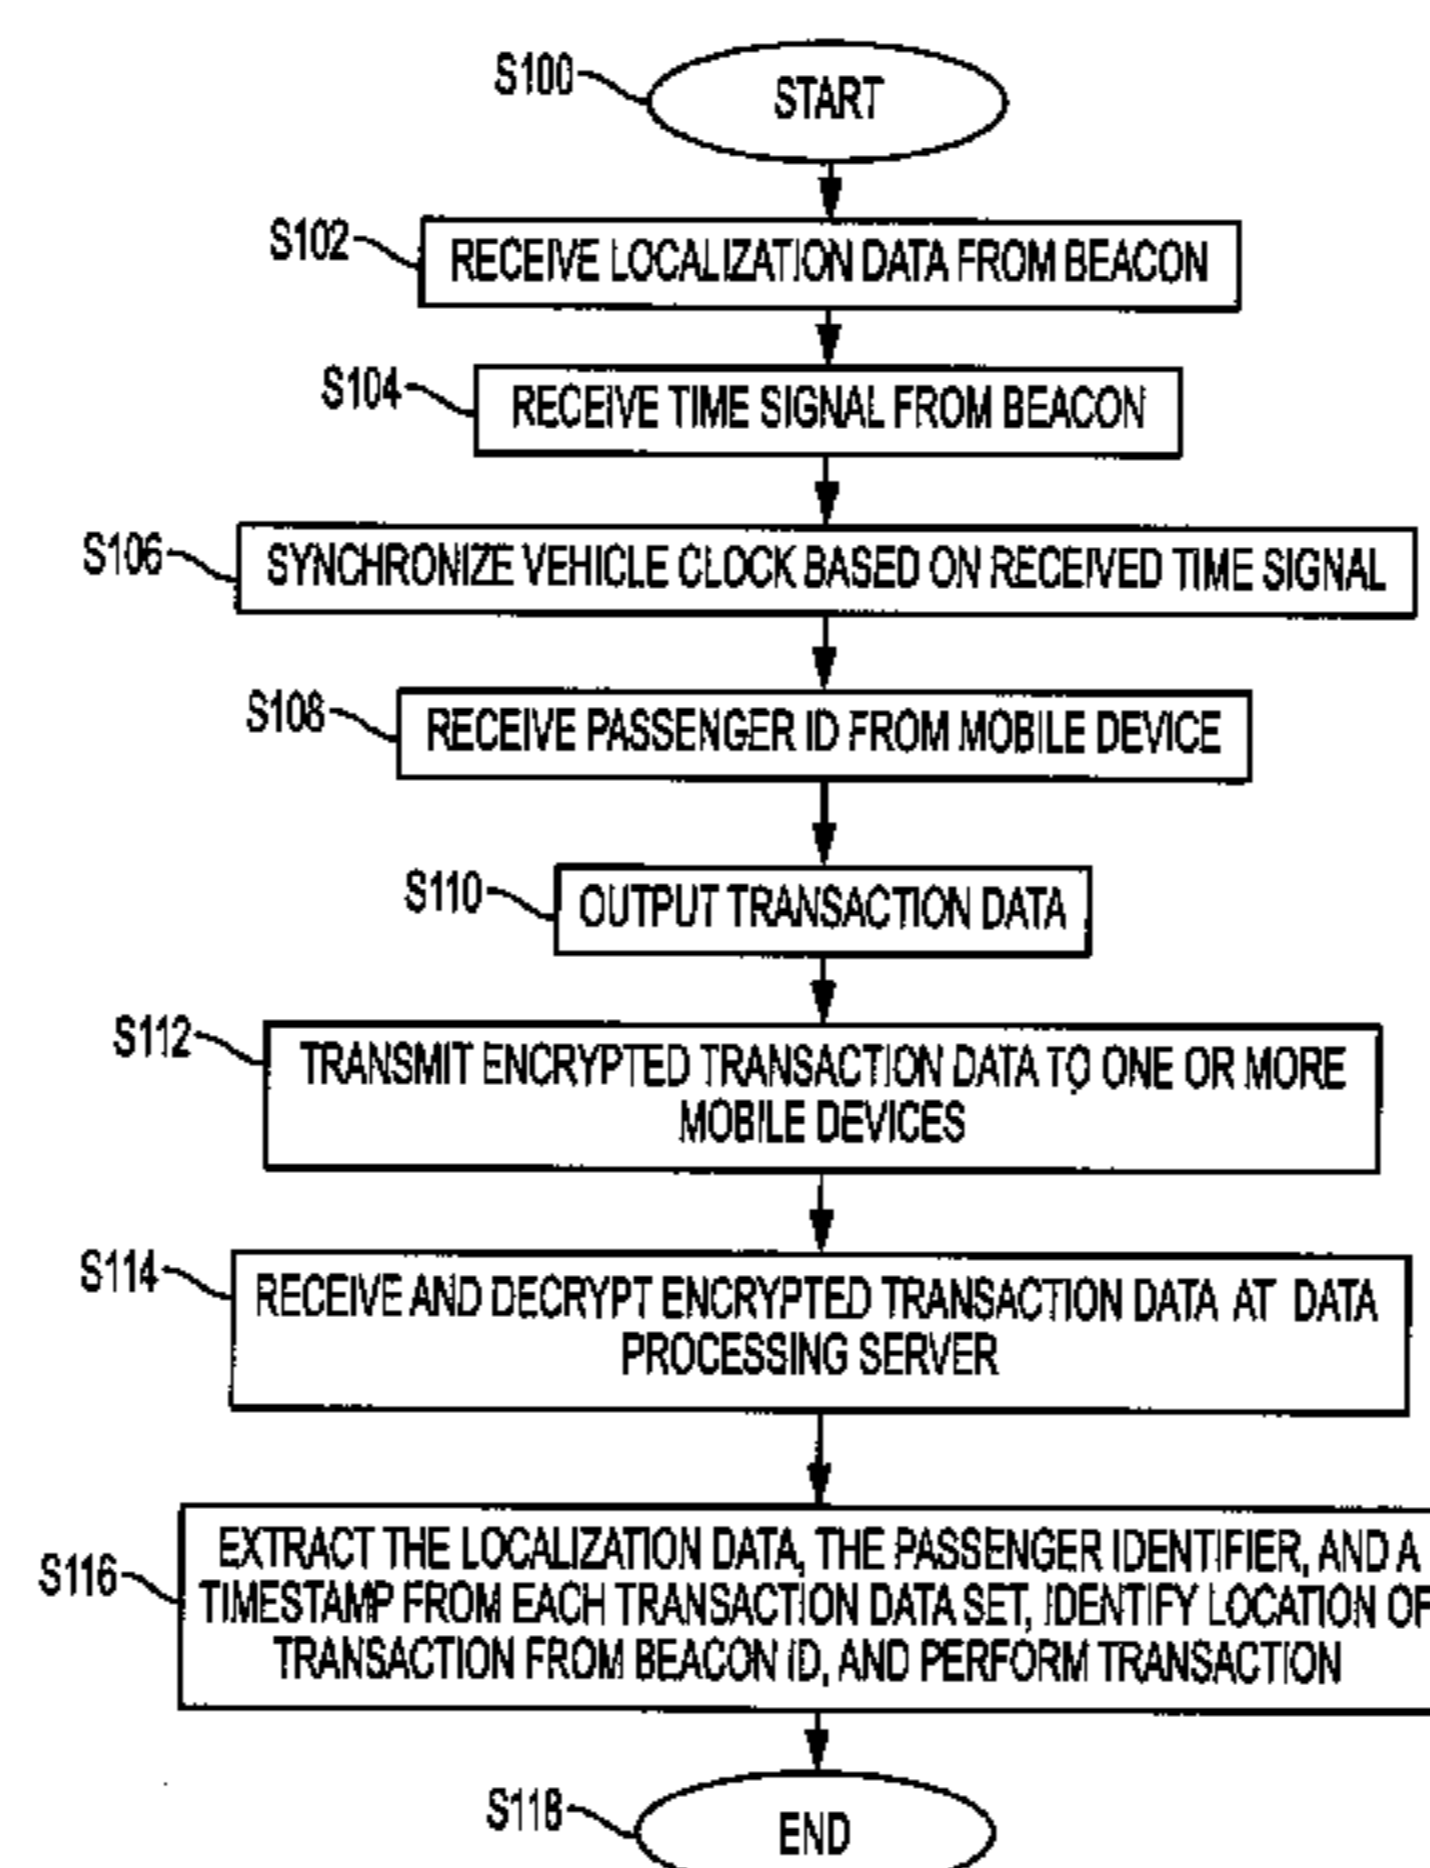 S100
START
S102
RECEIVE LOCALIZATION DATA FROM BEACON
S104
RECEIVE TIME SIGNAL FROM BEACON
S106
SYNCHRONIZE VEHICLE CLOCK BASED ON RECEIVED TIME SIGNAL
S108
RECEIVE PASSENGER ID FROM MOBILE DEVICE
S110
OUTPUT TRANSACTION DATA
S112
TRANSMIT ENCRYPTED TRANSACTION DATA TO ONE OR MORE
MOBILE DEVICES
S114
RECEIVE AND DECRYPT ENCRYPTED TRANSACTION DATA AT DATA
PROCESSING SERVER
S116
EXTRACT THE LOCALIZATION DATA, THE PASSENGER IDENTIFIER, AND A
TIMESTAMP FROM EACH TRANSACTION DATA SET, IDENTIFY LOCATION OF
TRANSACTION FROM BEACON ID, AND PERFORM TRANSACTION
S118
END